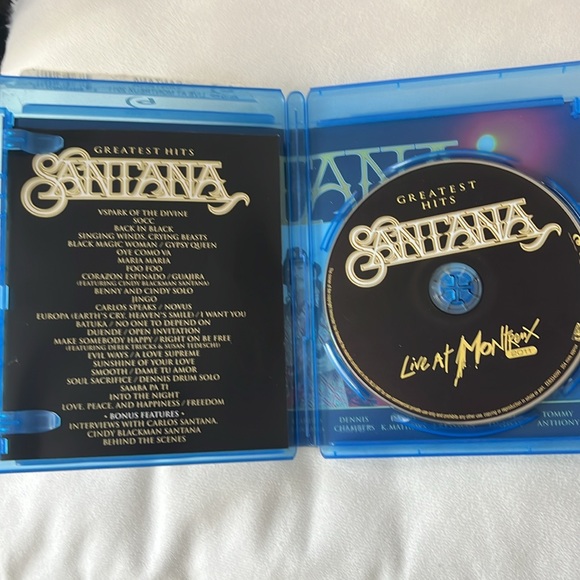 GREATEST HITS
SANTANA
VSPARK OF THE DIVINE
SOCC
BACK IN BLACK
SINGING WINDS, CRYING BEASTS
BLACK MAGIC WOMAN / GYPSY QUEEN
OYE COMO VA
MARIA MARIA
FOO FOO
CORAZON ESPINADO / GUAJIRA
(FEATURING CINDY BLACKMAN SANTANA)
BENNY AND CINDY SOLO
JINGO
CARLOS SPEAKS / NOVUS
EUROPA (EARTH'S CRY, HEAVEN'S SMILE) / I WANT YOU
BATUKA / NO ONE TO DEPEND ON
DUENDE / OPEN INVITATION
MAKE SOMEBODY HAPPY / RIGHT ON BE FREE
(FEATURING DEREK TRUCKS & SUSAN TEDESCHI)
EVIL WAYS / A LOVE SUPREME
SUNSHINE OF YOUR LOVE
SMOOTH / DAME TU AMOR
SOUL SACRIFICE / DENNIS DRUM SOLO
SAMBA PA TI
INTO THE NIGHT
LOVE, PEACE, AND HAPPINESS / FREEDOM
• BONUS FEATURES •
INTERVIEWS WITH CARLOS SANTANA,
CINDY BLACKMAN SANTANA
BEHIND THE SCENES
GREATEST
HITS
SANTANA
Live At Montreux
2011
DENNIS
CHAMBERS
TOMMY
ANTHONY